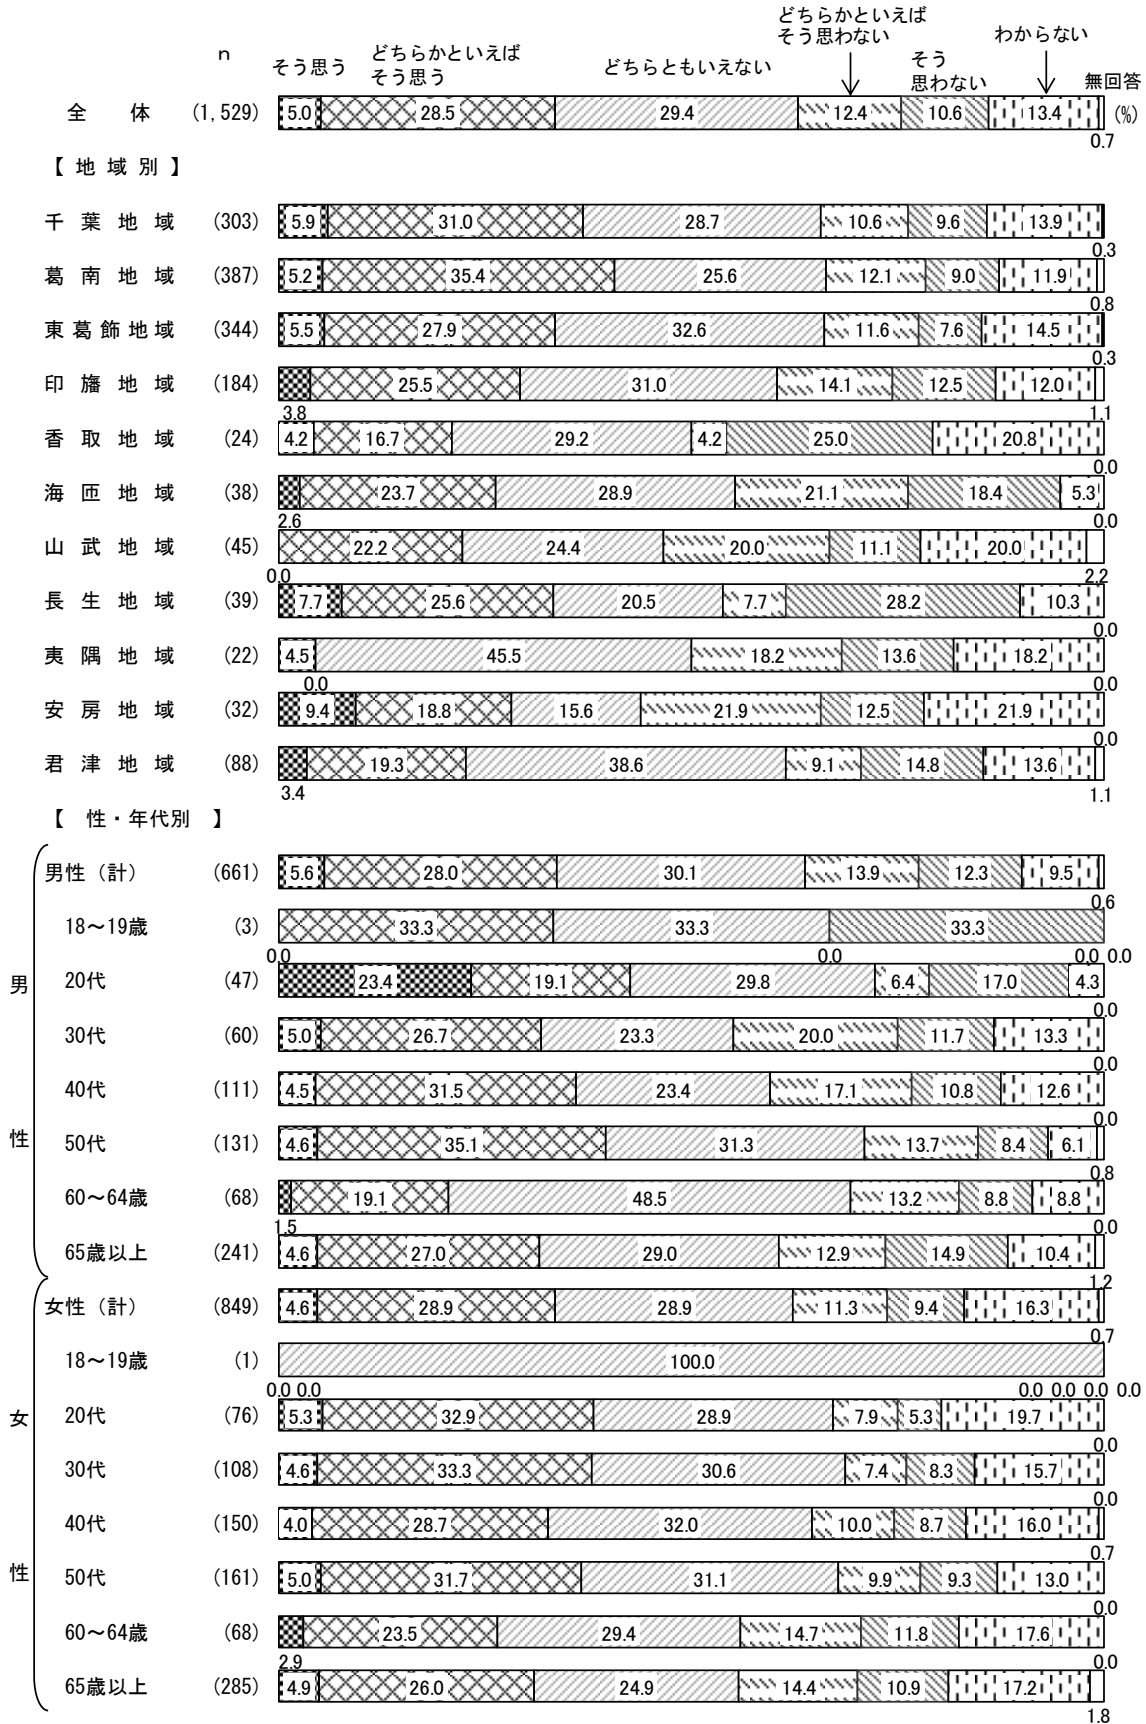 n
そう思う
どちらかといえば
そう思う
どちらともいえない
どちらかといえば
そう思わない
そう
思わない
わからない
無回答
(%)
全体 (1,529) 5.0 28.5 29.4 12.4 10.6 13.4 0.7
【地域別】
千葉地域 (303) 5.9 31.0 28.7 10.6 9.6 13.9 0.3
葛南地域 (387) 5.2 35.4 25.6 12.1 9.0 11.9 0.8
東葛飾地域 (344) 5.5 27.9 32.6 11.6 7.6 14.5 0.3
印旛地域 (184) 3.8 25.5 31.0 14.1 12.5 12.0 1.1
香取地域 (24) 4.2 16.7 29.2 4.2 25.0 20.8 0.0
海匝地域 (38) 2.6 23.7 28.9 21.1 18.4 5.3 0.0
山武地域 (45) 0.0 22.2 24.4 20.0 11.1 20.0 2.2
長生地域 (39) 7.7 25.6 20.5 7.7 28.2 10.3 0.0
夷隅地域 (22) 4.5 0.0 45.5 18.2 13.6 18.2 0.0
安房地域 (32) 9.4 18.8 15.6 21.9 12.5 21.9 0.0
君津地域 (88) 3.4 19.3 38.6 9.1 14.8 13.6 1.1
【 性・年代別 】
男性
男性（計） (661) 5.6 28.0 30.1 13.9 12.3 9.5 0.6
18～19歳 (3) 0.0 33.3 33.3 0.0 33.3 0.0 0.0
20代 (47) 23.4 19.1 29.8 6.4 17.0 4.3 0.0
30代 (60) 5.0 26.7 23.3 20.0 11.7 13.3 0.0
40代 (111) 4.5 31.5 23.4 17.1 10.8 12.6 0.0
50代 (131) 4.6 35.1 31.3 13.7 8.4 6.1 0.8
60～64歳 (68) 1.5 19.1 48.5 13.2 8.8 8.8 0.0
65歳以上 (241) 4.6 27.0 29.0 12.9 14.9 10.4 1.2
女性
女性（計） (849) 4.6 28.9 28.9 11.3 9.4 16.3 0.7
18～19歳 (1) 0.0 0.0 100.0 0.0 0.0 0.0 0.0
20代 (76) 5.3 32.9 28.9 7.9 5.3 19.7 0.0
30代 (108) 4.6 33.3 30.6 7.4 8.3 15.7 0.0
40代 (150) 4.0 28.7 32.0 10.0 8.7 16.0 0.7
50代 (161) 5.0 31.7 31.1 9.9 9.3 13.0 0.0
60～64歳 (68) 2.9 23.5 29.4 14.7 11.8 17.6 0.0
65歳以上 (285) 4.9 26.0 24.9 14.4 10.9 17.2 1.8